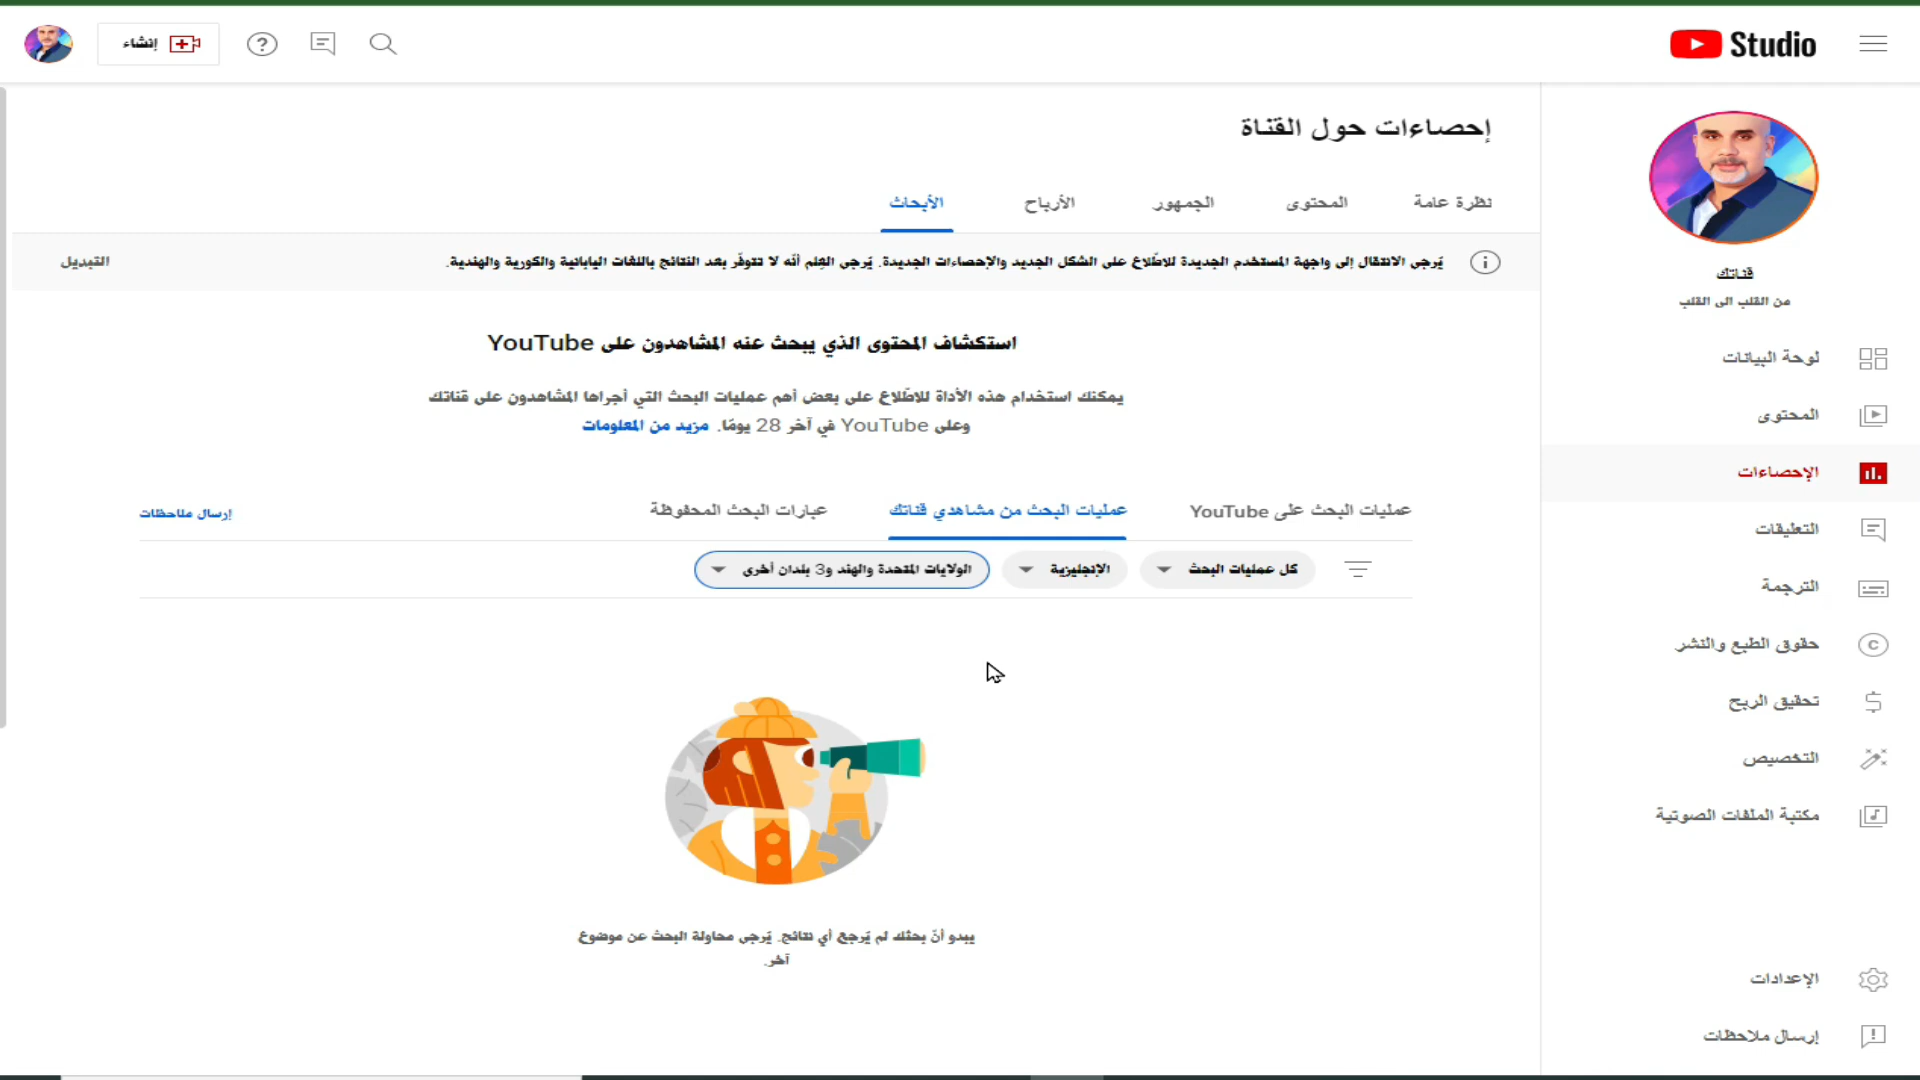 Studio
إنشاء
إحصاءات حول القناة
نظرة عامة
المحتوى
الجمهور
الأرباح
الأبحاث
يُرجى الانتقال إلى واجهة المستخدم الجديدة للاطّلاع على الشكل الجديد والإحصاءات الجديدة. يُرجى العِلم أنّه لا تتوفّر بعد النتائج باللغات اليابانية والكورية والهندية.
التبديل
استكشاف المحتوى الذي يبحث عنه المشاهدون على YouTube
يمكنك استخدام هذه الأداة للاطّلاع على بعض أهم عمليات البحث التي أجراها المشاهدون على قناتك
وعلى YouTube في آخر 28 يومًا. مزيد من المعلومات
عمليات البحث على YouTube
عمليات البحث من مشاهدي قناتك
عبارات البحث المحفوظة
إرسال ملاحظات
كل عمليات البحث
الإنجليزية
الولايات المتحدة والهند و3 بلدان أخرى
يبدو أنّ بحثك لم يُرجع أي نتائج. يُرجى محاولة البحث عن موضوع
آخر.
قناتك
من القلب الى القلب
لوحة البيانات
المحتوى
الإحصاءات
التعليقات
الترجمة
حقوق الطبع والنشر
تحقيق الربح
التخصيص
مكتبة الملفات الصوتية
الإعدادات
إرسال ملاحظات